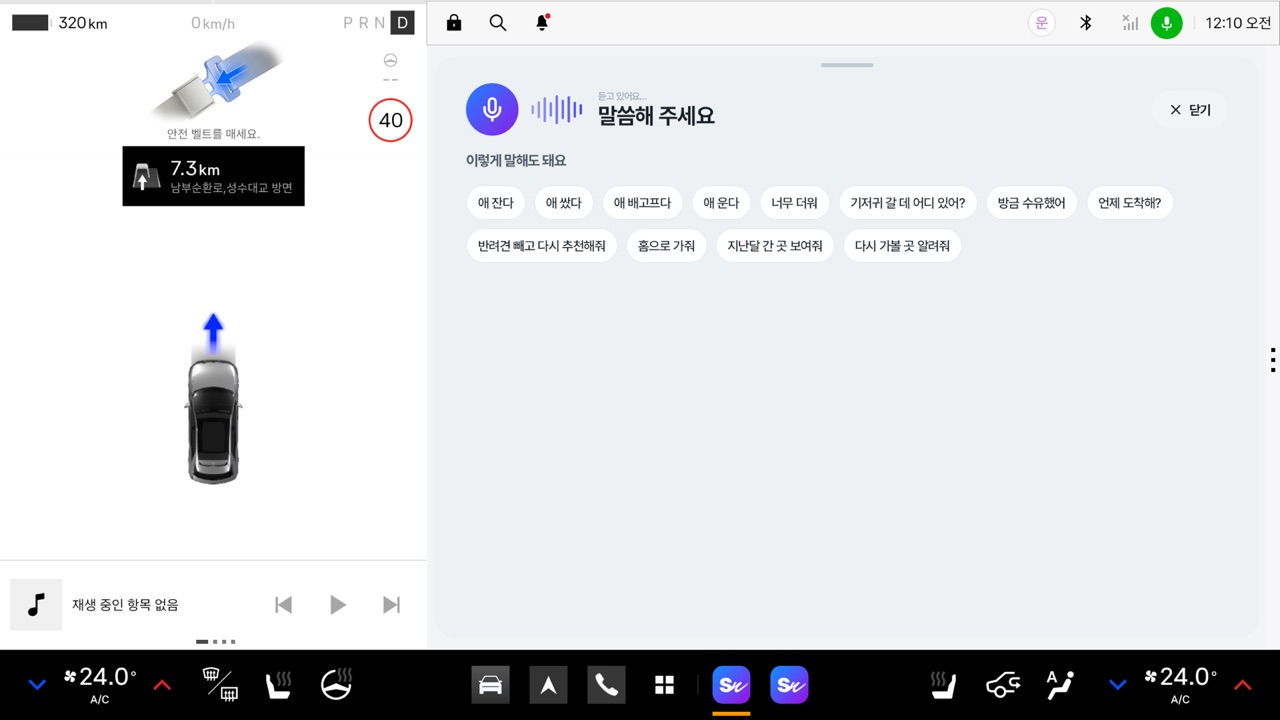 320km
0km/h
P R N D
12:10 오전
운
40
안전 벨트를 매세요.
7.3km
남부순환로,성수대교 방면
듣고 있어요...
말씀해 주세요
닫기
이렇게 말해도 돼요
애 잔다
애 쌌다
애 배고프다
애 운다
너무 더워
기저귀 갈 데 어디 있어?
방금 수유했어
언제 도착해?
반려견 빼고 다시 추천해줘
홈으로 가줘
지난달 간 곳 보여줘
다시 가볼 곳 알려줘
재생 중인 항목 없음
24.0°
A/C
Sv
Sv
A
24.0°
A/C